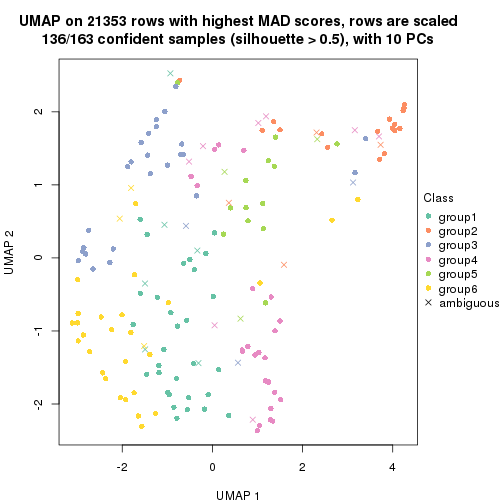 UMAP on 21353 rows with highest MAD scores, rows are scaled
136/163 confident samples (silhouette > 0.5), with 10 PCs
2
1
0
-1
-2
UMAP 2
-2
0
2
4
UMAP 1
Class
group1
group2
group3
group4
group5
group6
ambiguous